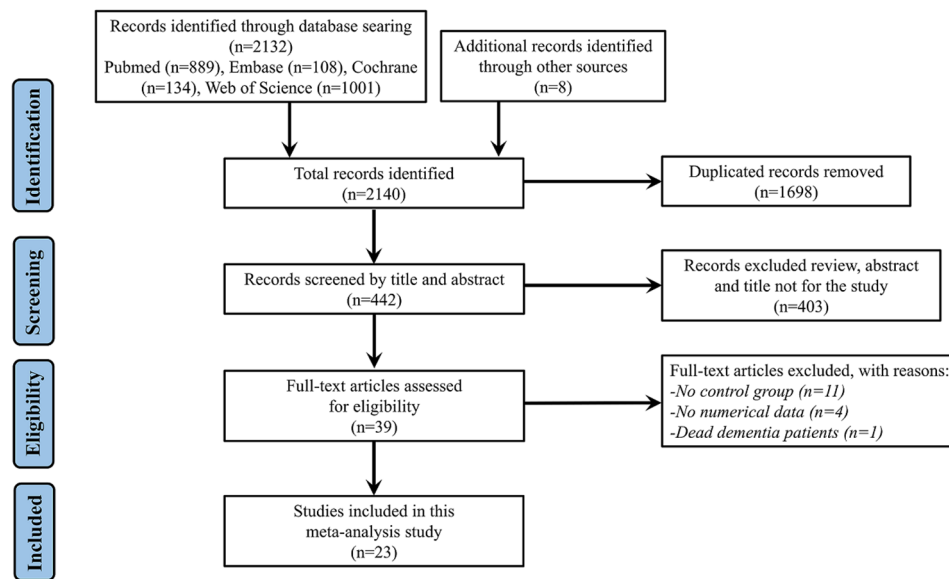 Records identified through database searing
(n=2132)
Pubmed (n=889), Embase (n=108), Cochrane
(n=134), Web of Science (n=1001)
Additional records identified
through other sources
(n=8)
Identification
Total records identified
(n=2140)
Duplicated records removed
(n=1698)
Screening
Records screened by title and abstract
(n=442)
Records excluded review, abstract
and title not for the study
(n=403)
Eligibility
Full-text articles assessed
for eligibility
(n=39)
Full-text articles excluded, with reasons:
-No control group (n=11)
-No numerical data (n=4)
-Dead dementia patients (n=1)
Included
Studies included in this
meta-analysis study
(n=23)